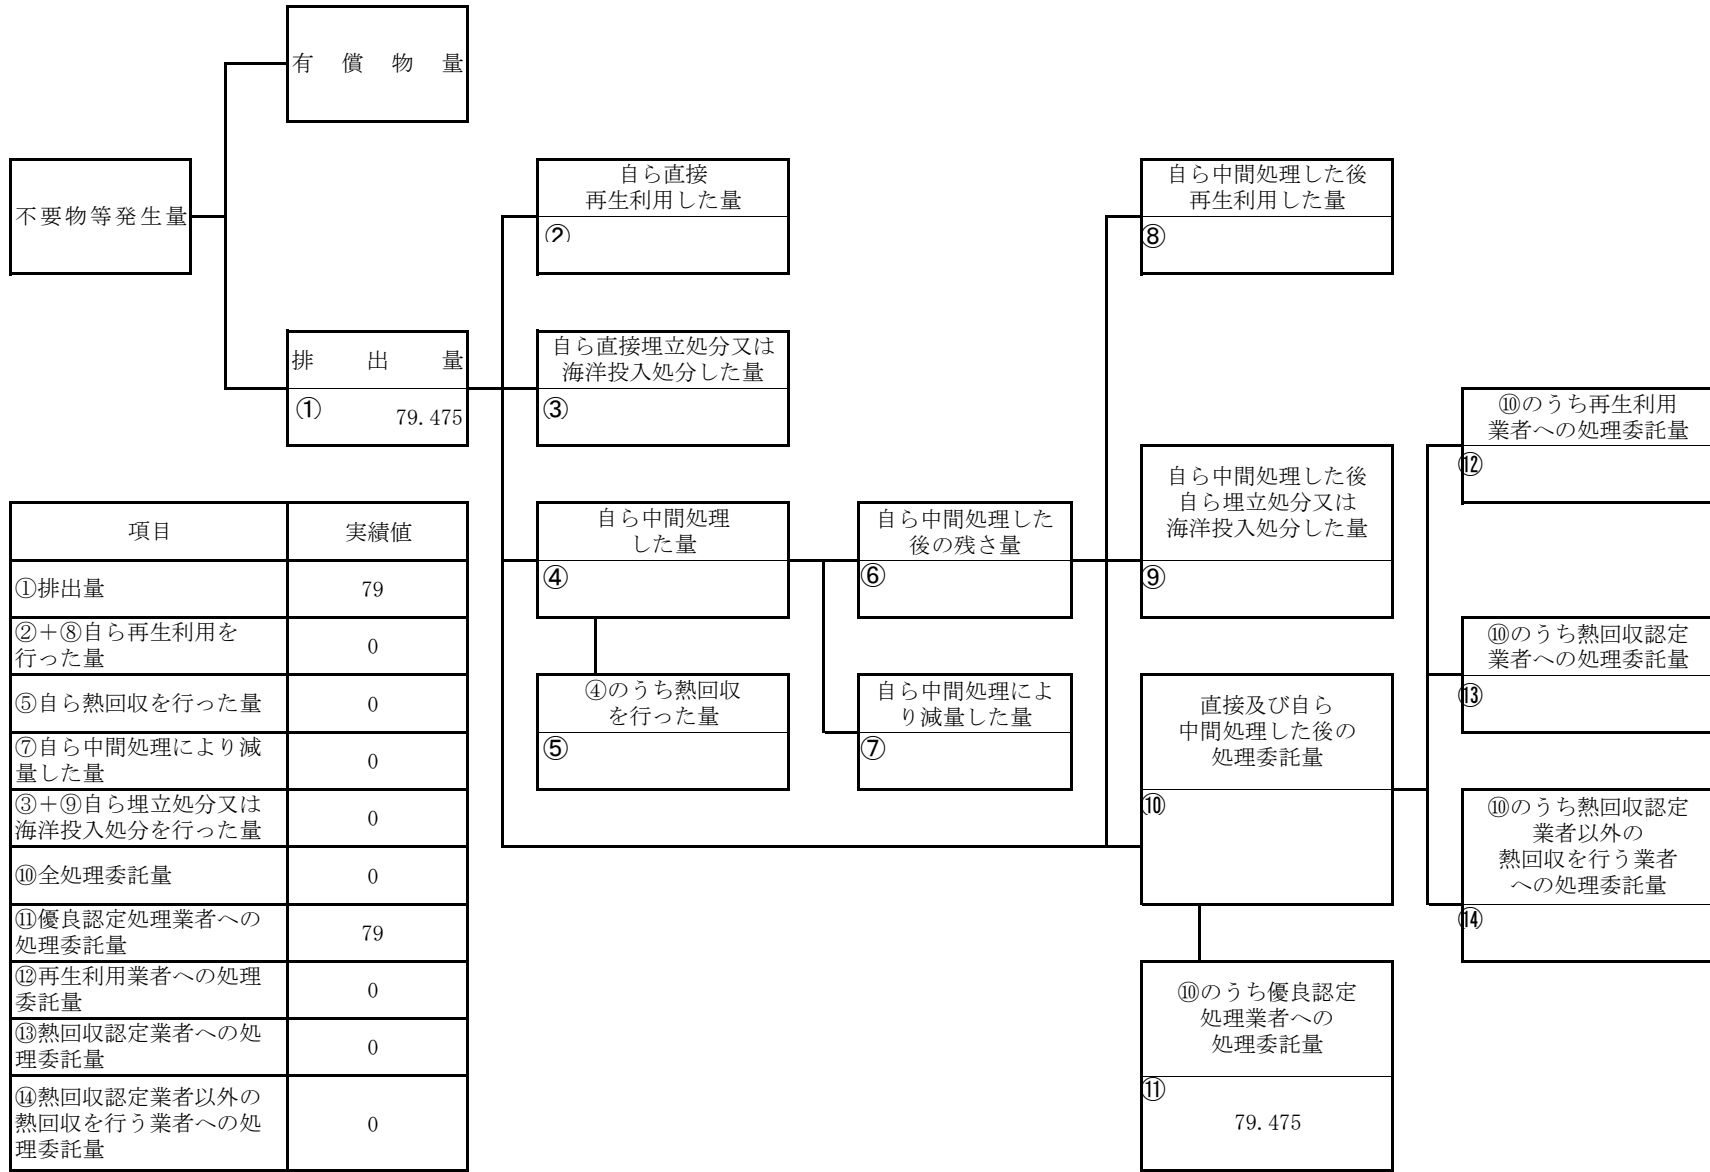 有償物量
不要物等発生量
排出量
①
79.475
自ら直接
再生利用した量
②
自ら直接埋立処分又は
海洋投入処分した量
③
自ら中間処理
した量
④
④のうち熱回収
を行った量
⑤
自ら中間処理した
後の残さ量
⑥
自ら中間処理によ
り減量した量
⑦
自ら中間処理した後
再生利用した量
⑧
自ら中間処理した後
自ら埋立処分又は
海洋投入処分した量
⑨
直接及び自ら
中間処理した後の
処理委託量
⑩
⑩のうち優良認定
処理業者への
処理委託量
⑪
79.475
⑩のうち再生利用
業者への処理委託量
⑫
⑩のうち熱回収認定
業者への処理委託量
⑬
⑩のうち熱回収認定
業者以外の
熱回収を行う業者
への処理委託量
⑭
項目 実績値
①排出量 79
②＋⑧自ら再生利用を
行った量 0
⑤自ら熱回収を行った量 0
⑦自ら中間処理により減
量した量 0
③＋⑨自ら埋立処分又は
海洋投入処分を行った量 0
⑩全処理委託量 0
⑪優良認定処理業者への
処理委託量 79
⑫再生利用業者への処理
委託量 0
⑬熱回収認定業者への処
理委託量 0
⑭熱回収認定業者以外の
熱回収を行う業者への処
理委託量 0